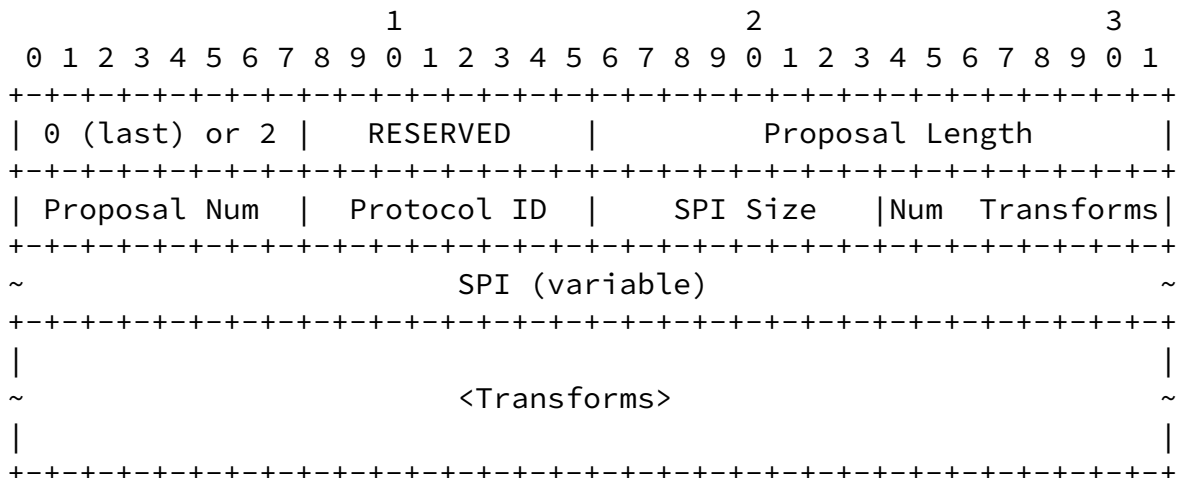 1                   2                   3
 0 1 2 3 4 5 6 7 8 9 0 1 2 3 4 5 6 7 8 9 0 1 2 3 4 5 6 7 8 9 0 1
+-+-+-+-+-+-+-+-+-+-+-+-+-+-+-+-+-+-+-+-+-+-+-+-+-+-+-+-+-+-+-+-+
| 0 (last) or 2 |   RESERVED    |         Proposal Length       |
+-+-+-+-+-+-+-+-+-+-+-+-+-+-+-+-+-+-+-+-+-+-+-+-+-+-+-+-+-+-+-+-+
| Proposal Num  |  Protocol ID  |    SPI Size   |Num  Transforms|
+-+-+-+-+-+-+-+-+-+-+-+-+-+-+-+-+-+-+-+-+-+-+-+-+-+-+-+-+-+-+-+-+
~                        SPI (variable)                         ~
+-+-+-+-+-+-+-+-+-+-+-+-+-+-+-+-+-+-+-+-+-+-+-+-+-+-+-+-+-+-+-+-+
|                                                               |
~                        <Transforms>                           ~
|                                                               |
+-+-+-+-+-+-+-+-+-+-+-+-+-+-+-+-+-+-+-+-+-+-+-+-+-+-+-+-+-+-+-+-+